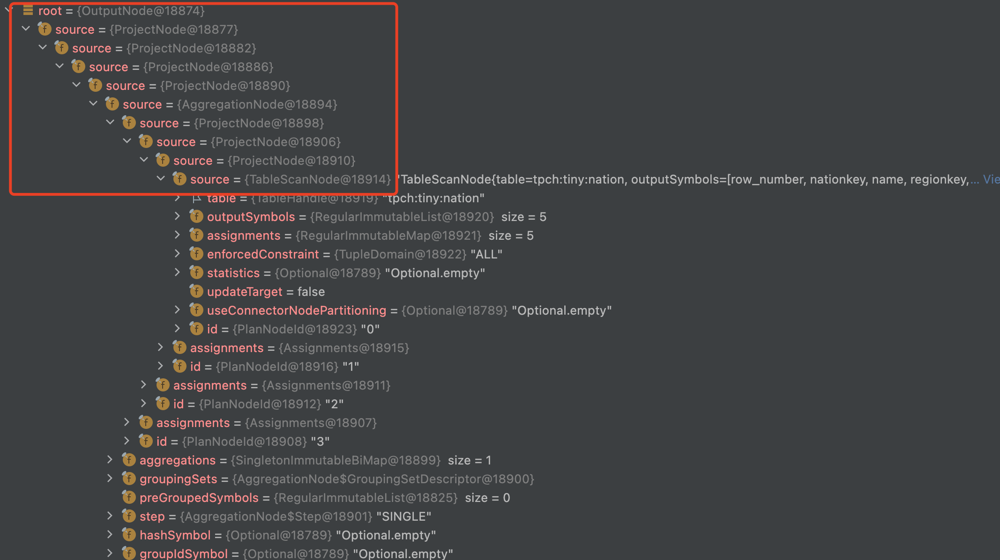 root = {OutputNode@18874}
source = {ProjectNode@18877}
source = {ProjectNode@18882}
source = {ProjectNode@18886}
source = {ProjectNode@18890}
source = {AggregationNode@18894}
source = {ProjectNode@18898}
source = {ProjectNode@18906}
source = {ProjectNode@18910}
source = {TableScanNode@18914} "TableScanNode{table=tpch:tiny:nation, outputSymbols=[row_number, nationkey, name, regionkey,... Vie
table = {TableHandle@18919} "tpch:tiny:nation"
outputSymbols = {RegularImmutableList@18920} size = 5
assignments = {RegularImmutableMap@18921} size = 5
enforcedConstraint = {TupleDomain@18922} "ALL"
statistics = {Optional@18789} "Optional.empty"
updateTarget = false
useConnectorNodePartitioning = {Optional@18789} "Optional.empty"
id = {PlanNodeId@18923} "0"
assignments = {Assignments@18915}
id = {PlanNodeId@18916} "1"
assignments = {Assignments@18911}
id = {PlanNodeId@18912} "2"
assignments = {Assignments@18907}
id = {PlanNodeId@18908} "3"
aggregations = {SingletonImmutableBiMap@18899} size = 1
groupingSets = {AggregationNode$GroupingSetDescriptor@18900}
preGroupedSymbols = {RegularImmutableList@18825} size = 0
step = {AggregationNode$Step@18901} "SINGLE"
hashSymbol = {Optional@18789} "Optional.empty"
groupIdSymbol = {Optional@18789} "Optional.empty"